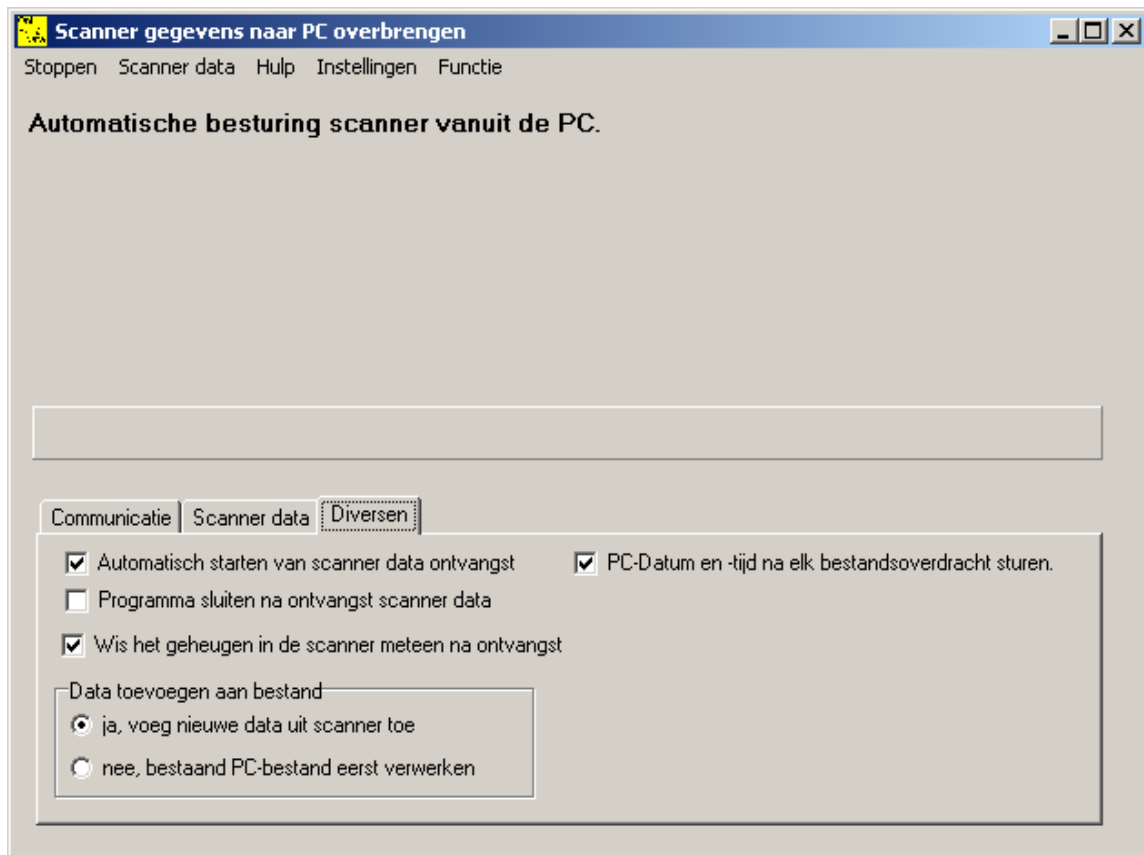 Scanner gegevens naar PC overbrengen
Stoppen Scanner data Hulp Instellingen Functie
Automatische besturing scanner vanuit de PC.
Communicatie Scanner data Diversen
Automatisch starten van scanner data ontvangst PC-Datum en -tijd na elk bestandsoverdracht sturen.
Programma sluiten na ontvangst scanner data
Wis het geheugen in de scanner meteen na ontvangst
Data toevoegen aan bestand
ja, voeg nieuwe data uit scanner toe
nee, bestaand PC-bestand eerst verwerken